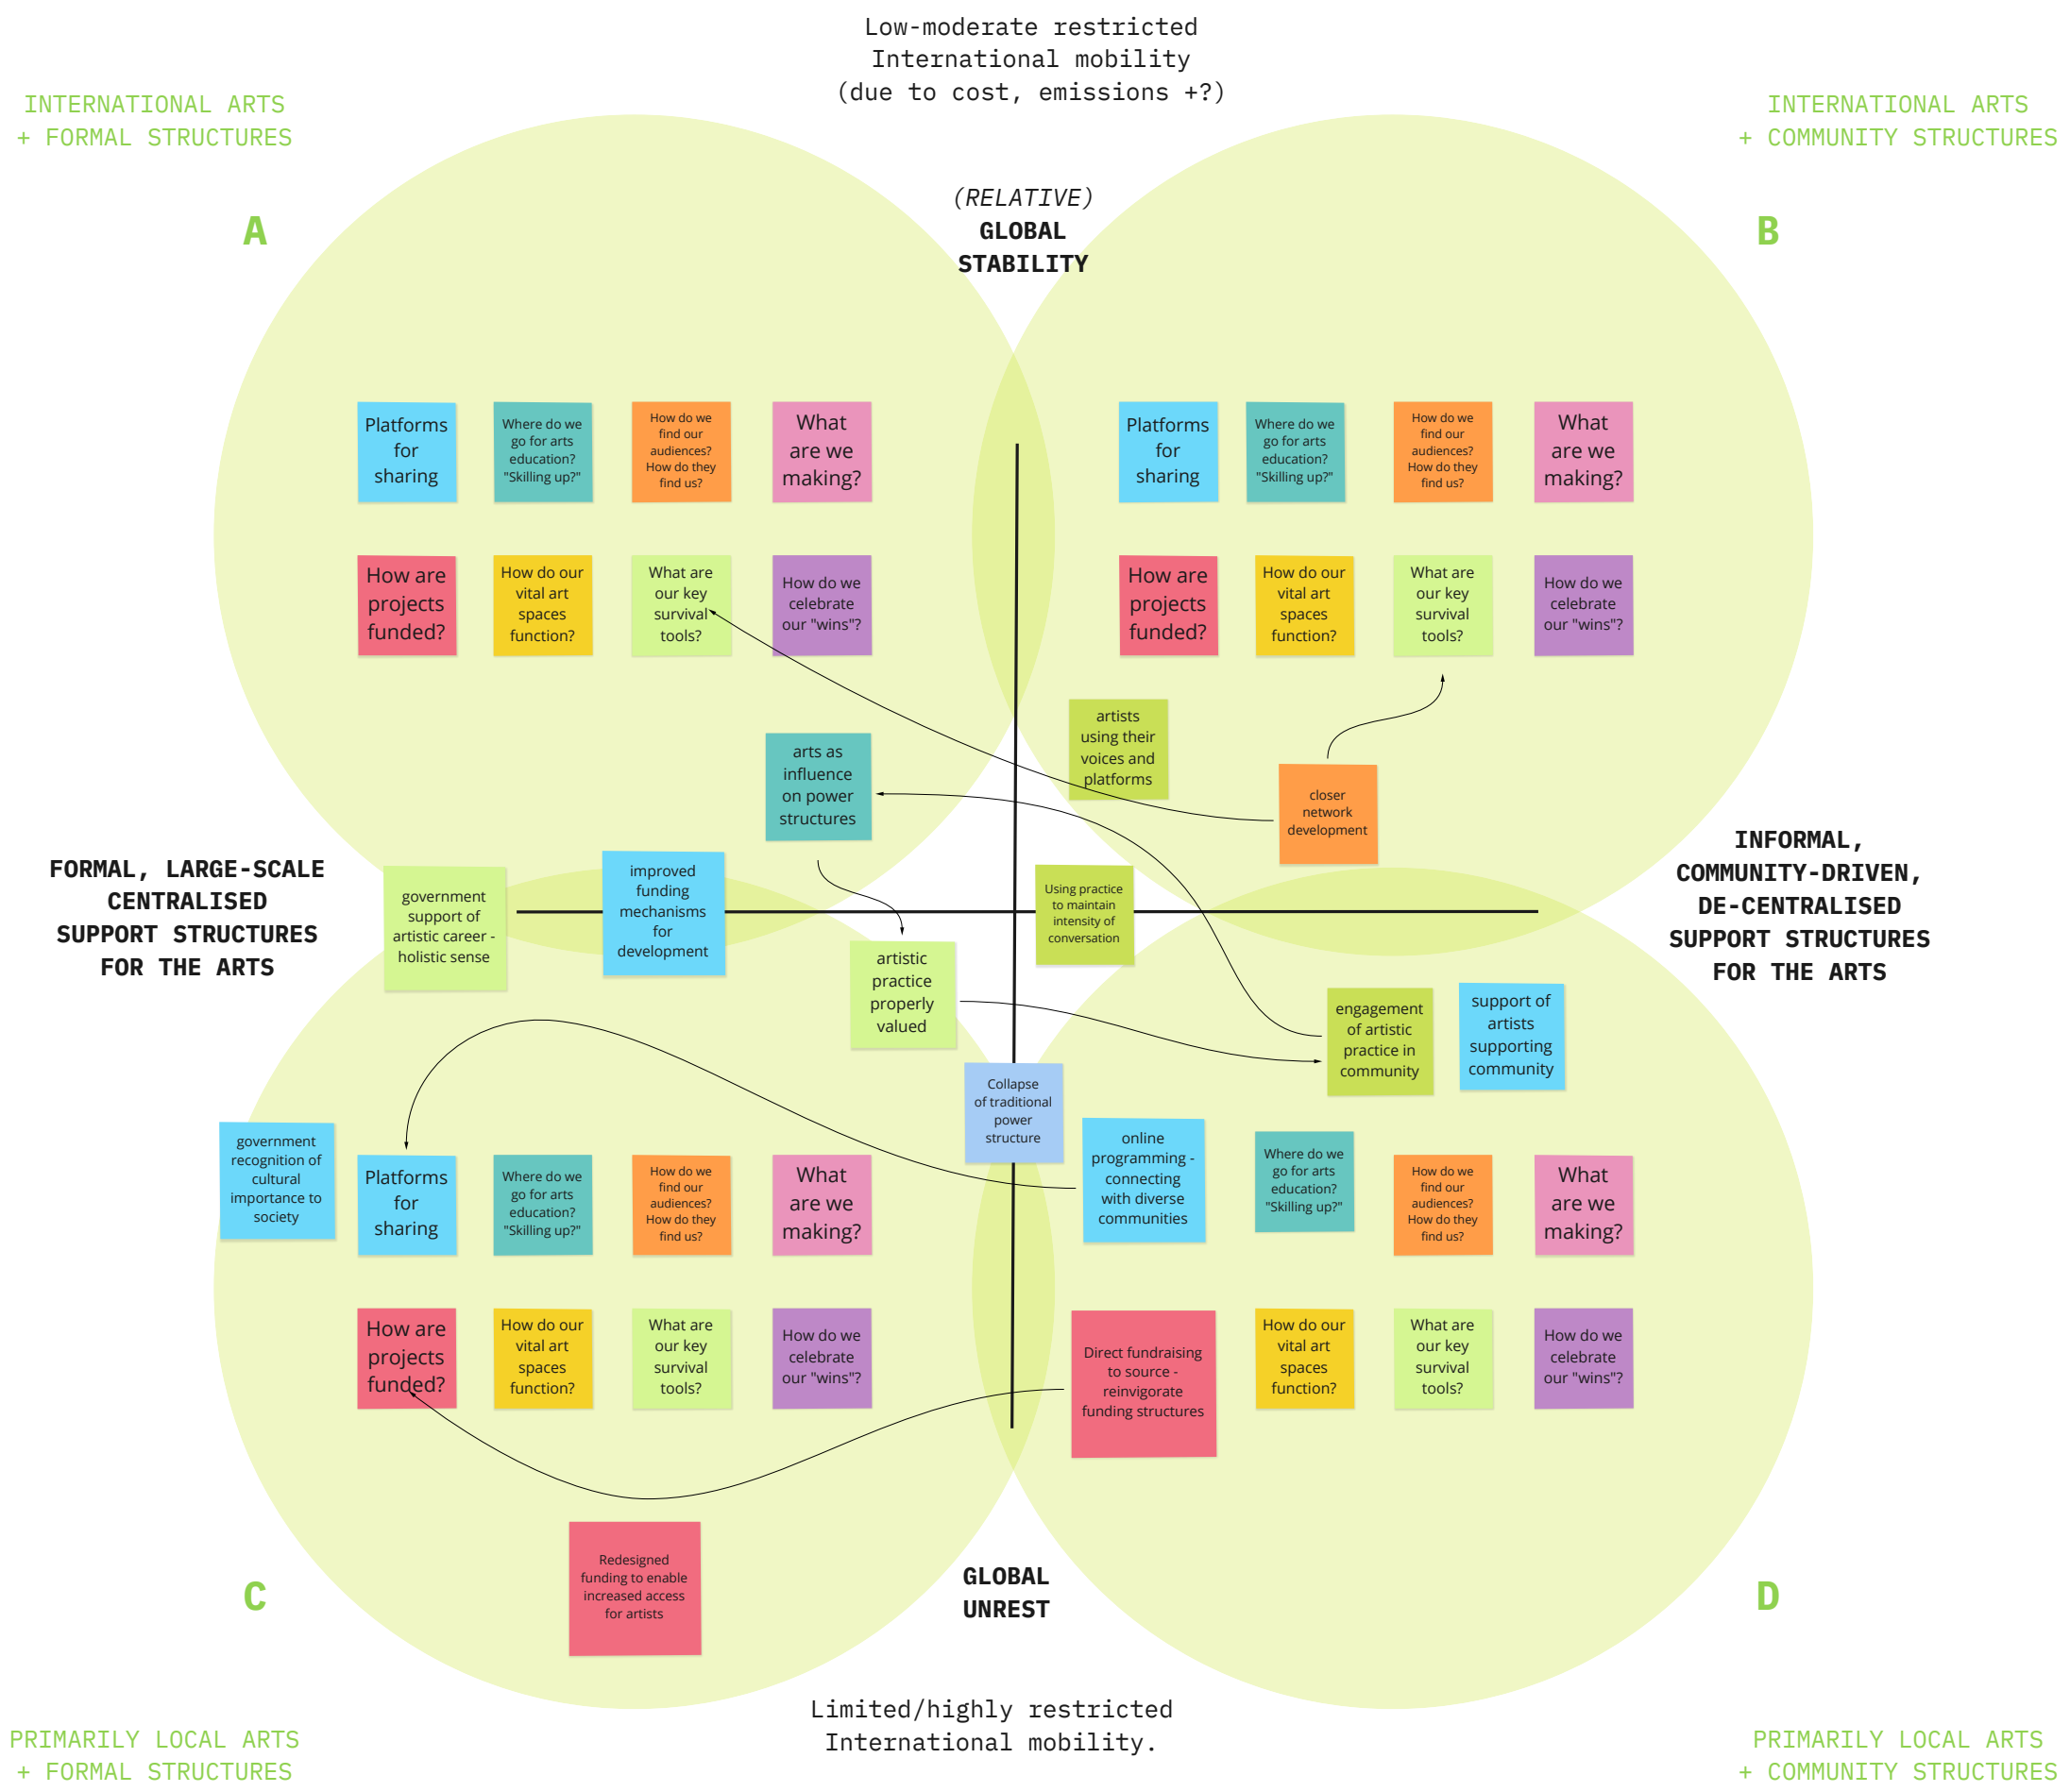 Low-moderate restricted
International mobility
(due to cost, emissions +?)
INTERNATIONAL ARTS
+ FORMAL STRUCTURES
INTERNATIONAL ARTS
+ COMMUNITY STRUCTURES
A
(RELATIVE)
GLOBAL
STABILITY
B
Platforms
for
sharing
Where do we
go for arts
education?
"Skilling up?"
How do we
find our
audiences?
How do they
find us?
What
are we
making?
Platforms
for
sharing
Where do we
go for arts
education?
"Skilling up?"
How do we
find our
audiences?
How do they
find us?
What
are we
making?
How are
projects
funded?
How do our
vital art
spaces
function?
What are
our key
survival
tools?
How do we
celebrate
our "wins"?
How are
projects
funded?
How do our
vital art
spaces
function?
What are
our key
survival
tools?
How do we
celebrate
our "wins"?
arts as
influence
on power
structures
artists
using their
voices and
platforms
closer
network
development
FORMAL, LARGE-SCALE
CENTRALISED
SUPPORT STRUCTURES
FOR THE ARTS
government
support of
artistic career -
holistic sense
improved
funding
mechanisms
for
development
Using practice
to maintain
intensity of
conversation
INFORMAL,
COMMUNITY-DRIVEN,
DE-CENTRALISED
SUPPORT STRUCTURES
FOR THE ARTS
artistic
practice
properly
valued
engagement
of artistic
practice in
community
support of
artists
supporting
community
Collapse
of traditional
power
structure
government
recognition of
cultural
importance to
society
Platforms
for
sharing
Where do we
go for arts
education?
"Skilling up?"
How do we
find our
audiences?
How do they
find us?
What
are we
making?
online
programming -
connecting
with diverse
communities
Where do we
go for arts
education?
"Skilling up?"
How do we
find our
audiences?
How do they
find us?
What
are we
making?
How are
projects
funded?
How do our
vital art
spaces
function?
What are
our key
survival
tools?
How do we
celebrate
our "wins"?
Direct fundraising
to source -
reinvigorate
funding structures
How do our
vital art
spaces
function?
What are
our key
survival
tools?
How do we
celebrate
our "wins"?
C
Redesigned
funding to enable
increased access
for artists
GLOBAL
UNREST
D
Limited/highly restricted
International mobility.
PRIMARILY LOCAL ARTS
+ FORMAL STRUCTURES
PRIMARILY LOCAL ARTS
+ COMMUNITY STRUCTURES